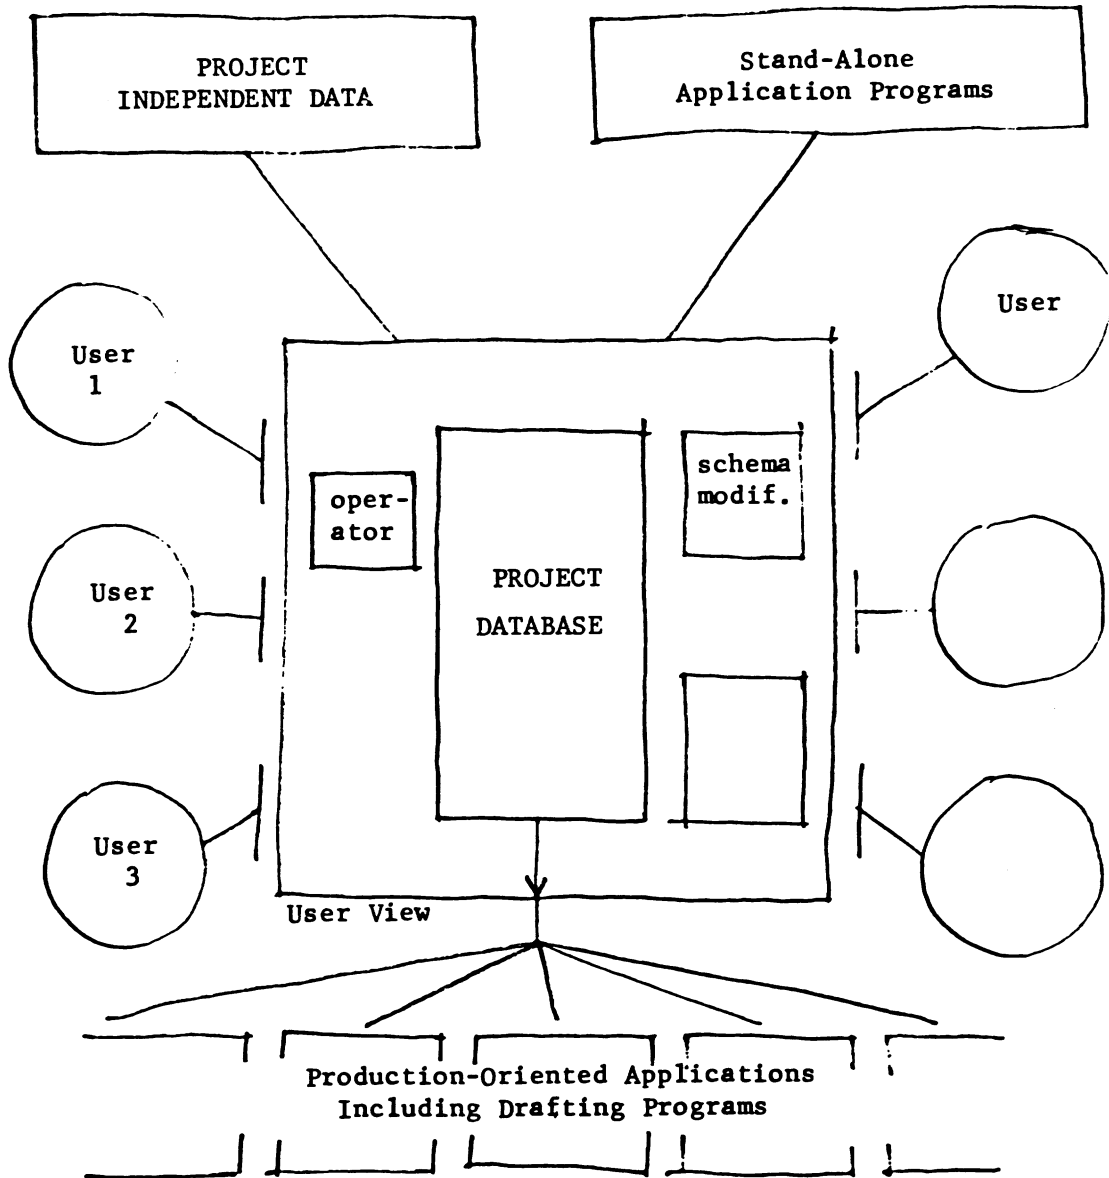 PROJECT
INDEPENDENT DATA
Stand-Alone
Application Programs
User
1
User
oper-
ator
schema
modif.
User
2
PROJECT
DATABASE
User
3
User View
Production-Oriented Applications
Including Drafting Programs